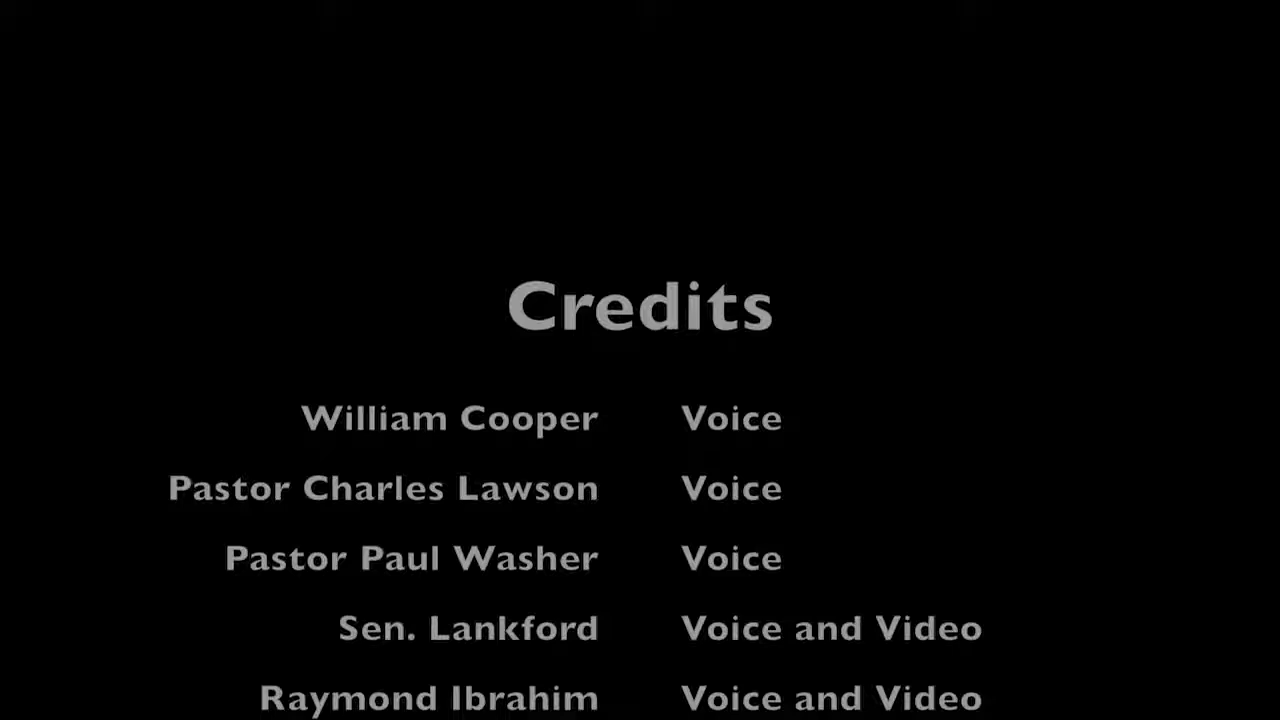 Credits
William Cooper Voice
Pastor Charles Lawson Voice
Pastor Paul Washer Voice
Sen. Lankford Voice and Video
Raymond Ibrahim Voice and Video